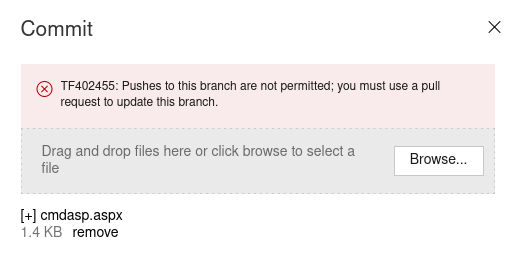 Commit
TF402455: Pushes to this branch are not permitted; you must use a pull
request to update this branch.
Drag and drop files here or click browse to select a
file
Browse...
[+] cmdasp.aspx
1.4 KB remove